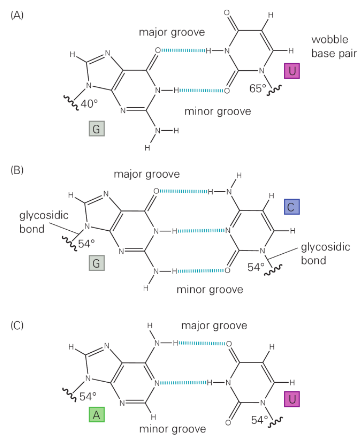 (A)
major groove
O
H
H
N
O
H
N
H
wobble
base pair
N
N
H
O
N
65°
U
40°
N
minor groove
G
N
H
H
(B)
major groove
H
H
N
O
H
N
H
C
glycosidic
bond
N
N
H
N
H
54°
N
O
N
glycosidic
bond
G
N
H
54°
H
minor groove
(C)
H
major groove
H
N
N
H
O
H
N
N
H
N
H
54°
N
O
N
54°
U
A
H
minor groove